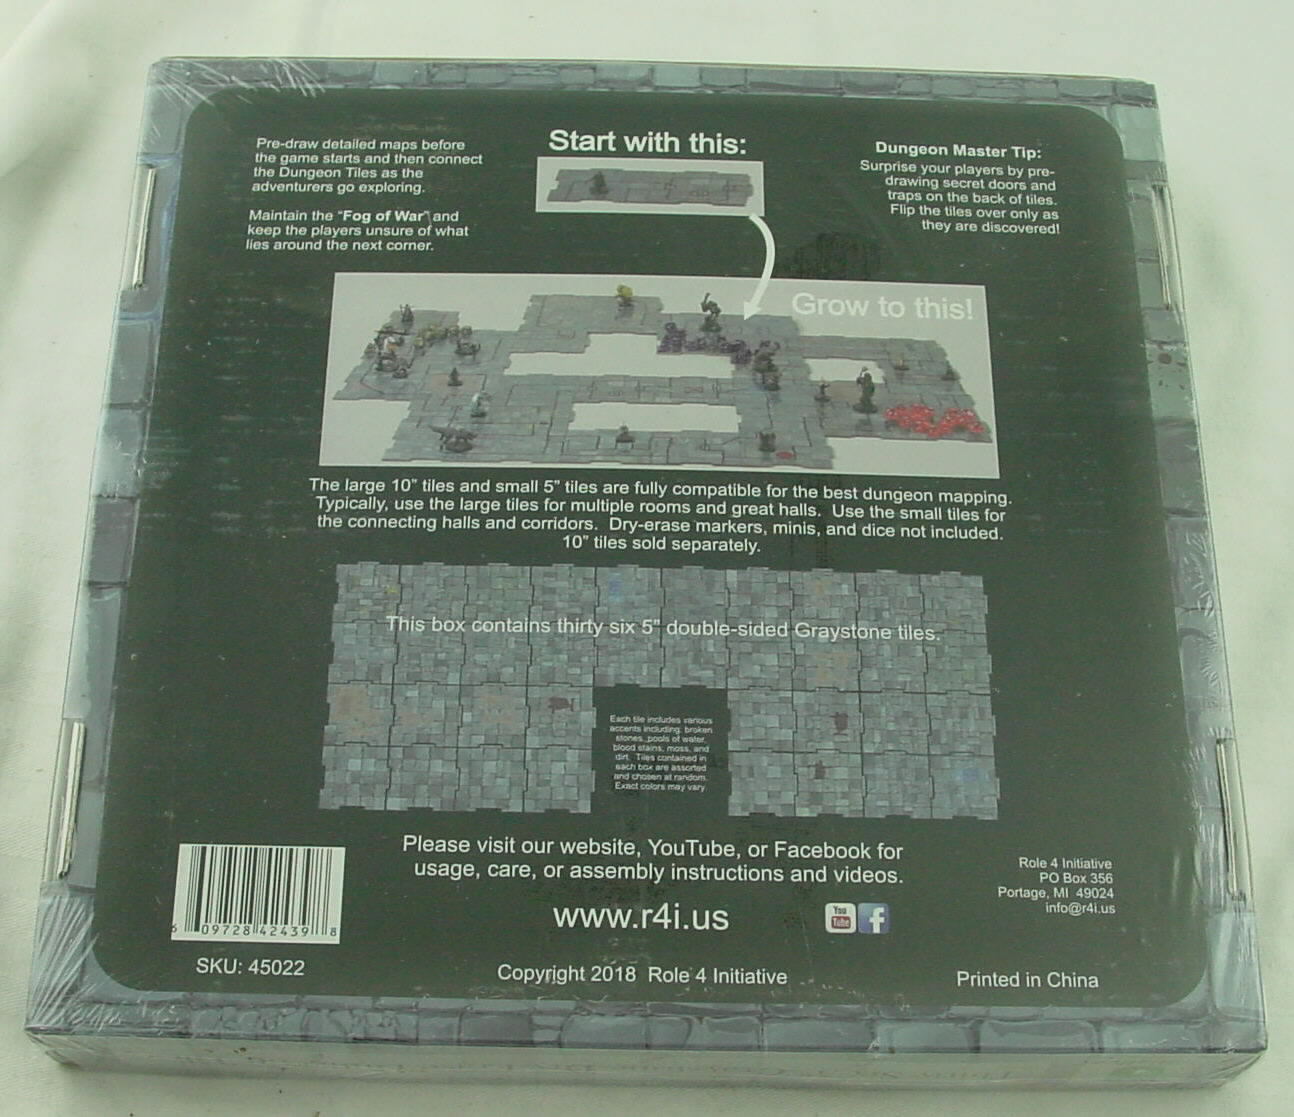 Pre-draw detailed maps before
the game starts and then connect
the Dungeon Tiles as the
adventurers go exploring.
Maintain the "Fog of War" and
keep the players unsure of what
lies around the next corner.
Start with this:
Dungeon Master Tip:
Surprise your players by pre-
drawing secret doors and
traps on the back of tiles.
Flip the tiles over only as
they are discovered!
Grow to this!
The large 10" tiles and small 5" tiles are fully compatible for the best dungeon mapping.
Typically, use the large tiles for multiple rooms and great halls. Use the small tiles for
the connecting halls and corridors. Dry-erase markers, minis, and dice not included.
10" tiles sold separately.
This box contains thirty six 5" double-sided Graystone tiles.
Each tile includes various
accents including: broken
stones, pools of water,
blood stains, moss, and
dirt. Tiles contained in
each box are assorted
and chosen at random.
Exact colors may vary.
Please visit our website, YouTube, or Facebook for
usage, care, or assembly instructions and videos.
www.r4i.us
You
Tube
f
Role 4 Initiative
PO Box 356
Portage, MI 49024
info@r4i.us
6 09728 42439 8
SKU: 45022
Copyright 2018 Role 4 Initiative
Printed in China